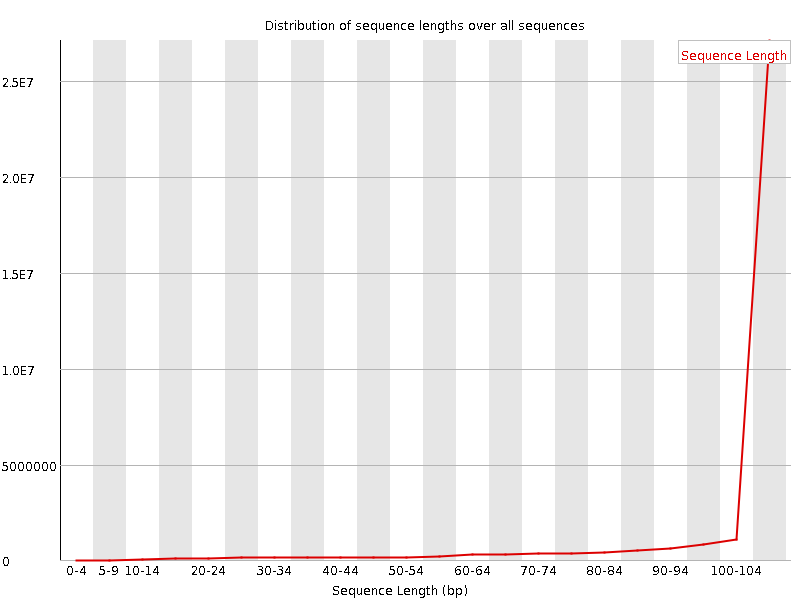 Distribution of sequence lengths over all sequences
Sequence Length
2.5E7
2.0E7
1.5E7
1.0E7
5000000
0
0-4 5-9 10-14 20-24 30-34 40-44 50-54 60-64 70-74 80-84 90-94 100-104
Sequence Length (bp)